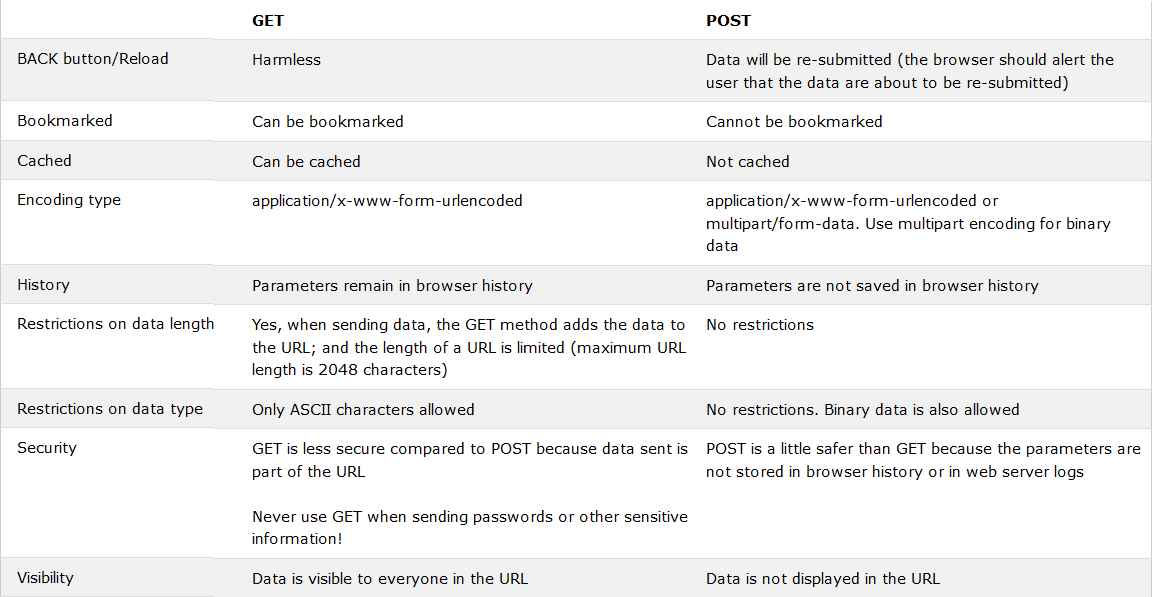 GET POST
BACK button/Reload Harmless Data will be re-submitted (the browser should alert the
user that the data are about to be re-submitted)
Bookmarked Can be bookmarked Cannot be bookmarked
Cached Can be cached Not cached
Encoding type application/x-www-form-urlencoded application/x-www-form-urlencoded or
multipart/form-data. Use multipart encoding for binary
data
History Parameters remain in browser history Parameters are not saved in browser history
Restrictions on data length Yes, when sending data, the GET method adds the data to No restrictions
the URL; and the length of a URL is limited (maximum URL
length is 2048 characters)
Restrictions on data type Only ASCII characters allowed No restrictions. Binary data is also allowed
Security GET is less secure compared to POST because data sent is POST is a little safer than GET because the parameters are
part of the URL not stored in browser history or in web server logs
Never use GET when sending passwords or other sensitive
information!
Visibility Data is visible to everyone in the URL Data is not displayed in the URL